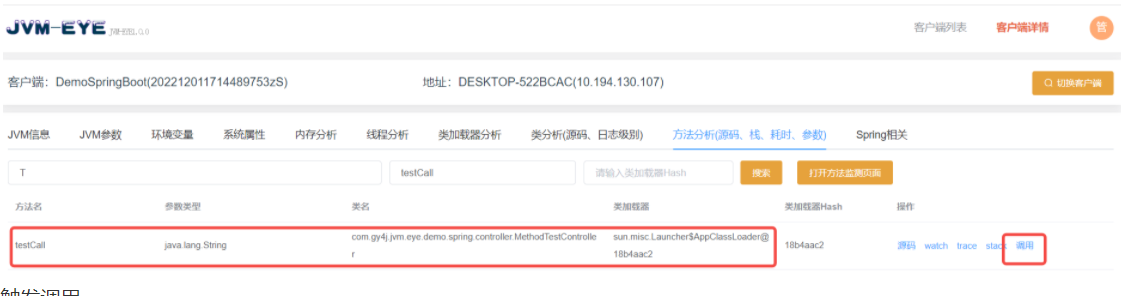 JVM-EYE JVM-EYE1.0.0 客户端列表 客户端详情 管
客户端：DemoSpringBoot(202212011714489753zS) 地址：DESKTOP-522BCAC(10.194.130.107) 切换客户端
JVM信息 JVM参数 环境变量 系统属性 内存分析 线程分析 类加载器分析 类分析(源码、日志级别) 方法分析(源码、栈、耗时、参数) Spring相关
T testCall 请输入类加载器Hash 搜索 打开方法监测页面
方法名 参数类型 类名 类加载器 类加载器Hash 操作
testCall java.lang.String com.gy4j.jvm.eye.demo.spring.controller.MethodTestControlle sun.misc.Launcher$AppClassLoader@ 18b4aac2 源码 watch trace stack 调用
r 18b4aac2
触发调用